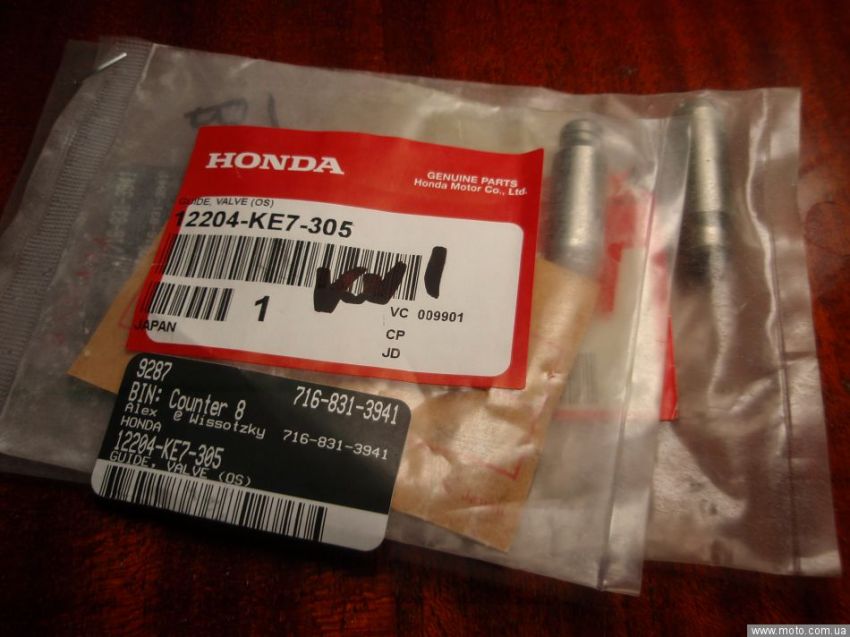 HONDA
GENUINE PARTS
Honda Motor Co., Ltd.
GUIDE, VALVE (OS)
12204-KE7-305
1
VC 009901
JAPAN
CP
JD
9287
BIN: Counter 8 716-831-3941
Alex @ Wissotzky 716-831-3941
HONDA
12204-KE7-305
GUIDE, VALVE (OS)
www.moto.com.ua